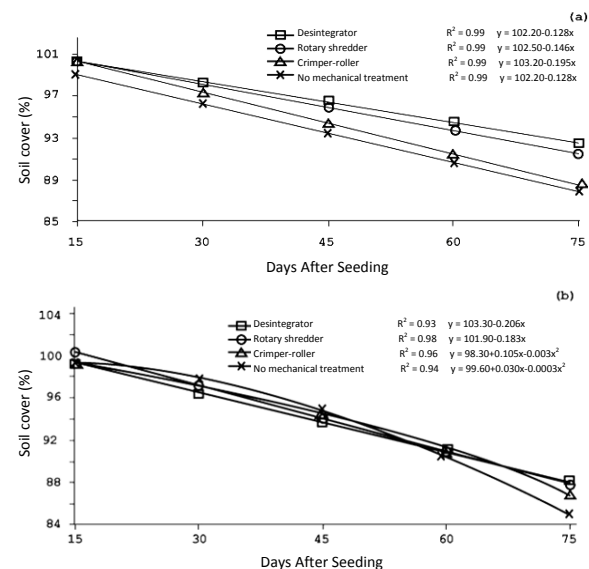 (a)
Desintegrator R² = 0.99 y = 102.20-0.128x
Rotary shredder R² = 0.99 y = 102.50-0.146x
Crimper-roller R² = 0.99 y = 103.20-0.195x
No mechanical treatment R² = 0.99 y = 102.20-0.128x
101
97
93
89
85
Soil cover (%)
15 30 45 60 75
Days After Seeding
(b)
Desintegrator R² = 0.93 y = 103.30-0.206x
Rotary shredder R² = 0.98 y = 101.90-0.183x
Crimper-roller R² = 0.96 y = 98.30+0.105x-0.003x²
No mechanical treatment R² = 0.94 y = 99.60+0.030x-0.0003x²
104
100
96
92
88
84
Soil cover (%)
15 30 45 60 75
Days After Seeding